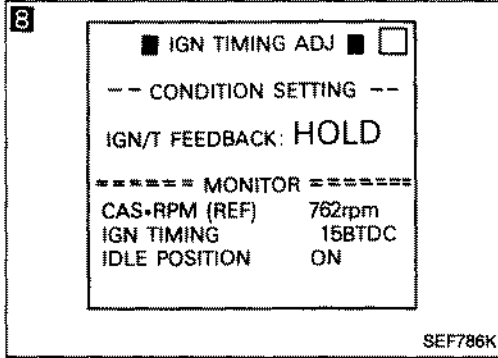 8
■ IGN TIMING ADJ ■ □
-- CONDITION SETTING --
IGN/T FEEDBACK: HOLD
====== MONITOR =======
CAS•RPM (REF) 762rpm
IGN TIMING 15BTDC
IDLE POSITION ON
SEF786K